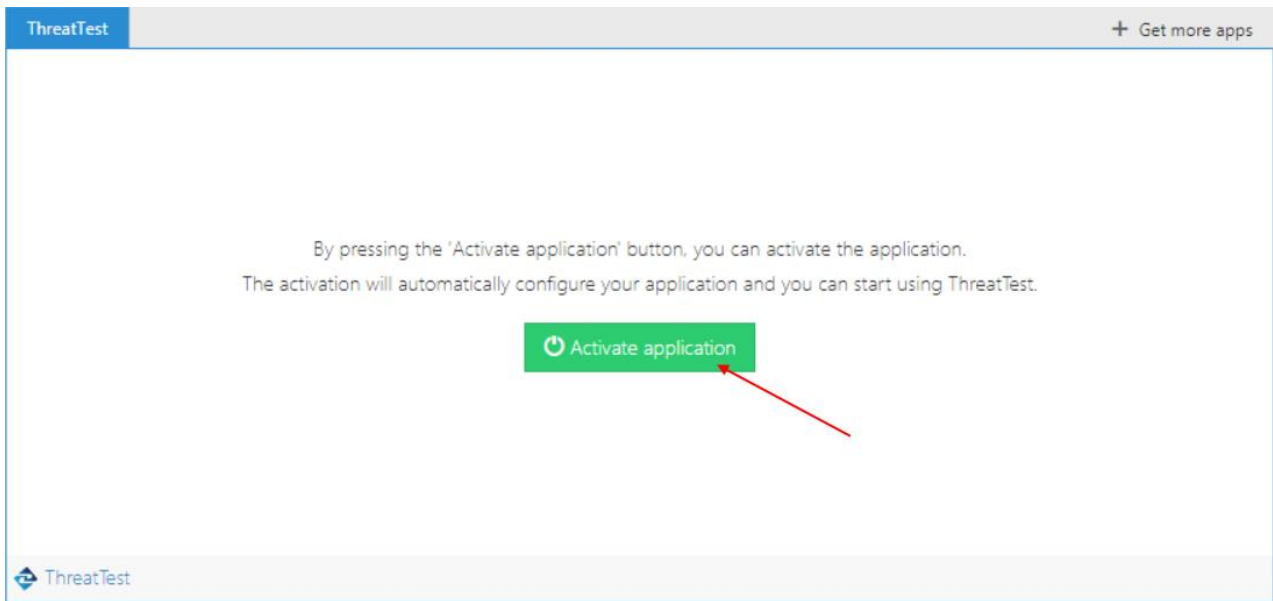 ThreatTest
+ Get more apps
By pressing the 'Activate application' button, you can activate the application.
The activation will automatically configure your application and you can start using ThreatTest.
Activate application
ThreatTest